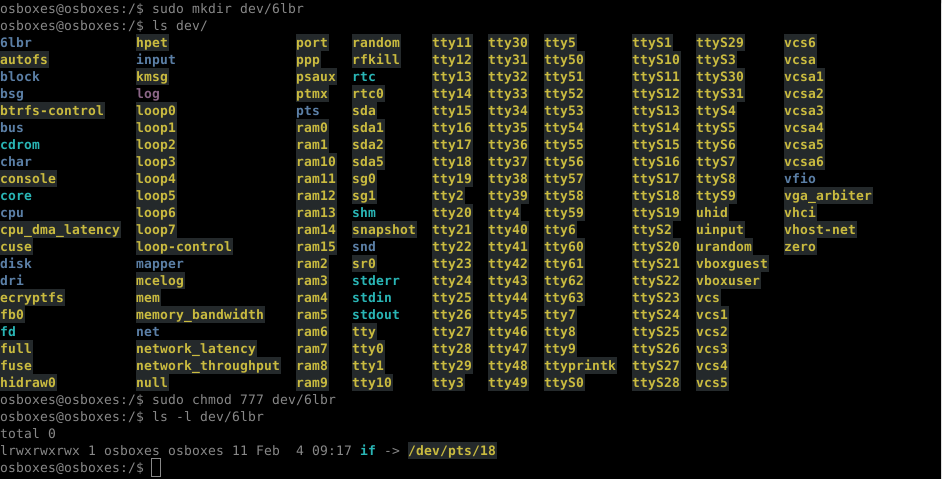 osboxes@osboxes:/$ sudo mkdir dev/6lbr
osboxes@osboxes:/$ ls dev/
6lbr hpet port random tty11 tty30 tty5 ttyS1 ttyS29 vcs6
autofs input ppp rfkill tty12 tty31 tty50 ttyS10 ttyS3 vcsa
block kmsg psaux rtc tty13 tty32 tty51 ttyS11 ttyS30 vcsa1
bsg log ptmx rtc0 tty14 tty33 tty52 ttyS12 ttyS31 vcsa2
btrfs-control loop0 pts sda tty15 tty34 tty53 ttyS13 ttyS4 vcsa3
bus loop1 ram0 sda1 tty16 tty35 tty54 ttyS14 ttyS5 vcsa4
cdrom loop2 ram1 sda2 tty17 tty36 tty55 ttyS15 ttyS6 vcsa5
char loop3 ram10 sda5 tty18 tty37 tty56 ttyS16 ttyS7 vcsa6
console loop4 ram11 sg0 tty19 tty38 tty57 ttyS17 ttyS8 vfio
core loop5 ram12 sg1 tty2 tty39 tty58 ttyS18 ttyS9 vga_arbiter
cpu loop6 ram13 shm tty20 tty4 tty59 ttyS19 uhid vhci
cpu_dma_latency loop7 ram14 snapshot tty21 tty40 tty6 ttyS2 uinput vhost-net
cuse loop-control ram15 snd tty22 tty41 tty60 ttyS20 urandom zero
disk mapper ram2 sr0 tty23 tty42 tty61 ttyS21 vboxguest
dri mcelog ram3 stderr tty24 tty43 tty62 ttyS22 vboxuser
ecryptfs mem ram4 stdin tty25 tty44 tty63 ttyS23 vcs
fb0 memory_bandwidth ram5 stdout tty26 tty45 tty7 ttyS24 vcs1
fd net ram6 tty tty27 tty46 tty8 ttyS25 vcs2
full network_latency ram7 tty0 tty28 tty47 tty9 ttyS26 vcs3
fuse network_throughput ram8 tty1 tty29 tty48 ttyprintk ttyS27 vcs4
hidraw0 null ram9 tty10 tty3 tty49 ttyS0 ttyS28 vcs5
osboxes@osboxes:/$ sudo chmod 777 dev/6lbr
osboxes@osboxes:/$ ls -l dev/6lbr
total 0
lrwxrwxrwx 1 osboxes osboxes 11 Feb  4 09:17 if -> /dev/pts/18
osboxes@osboxes:/$